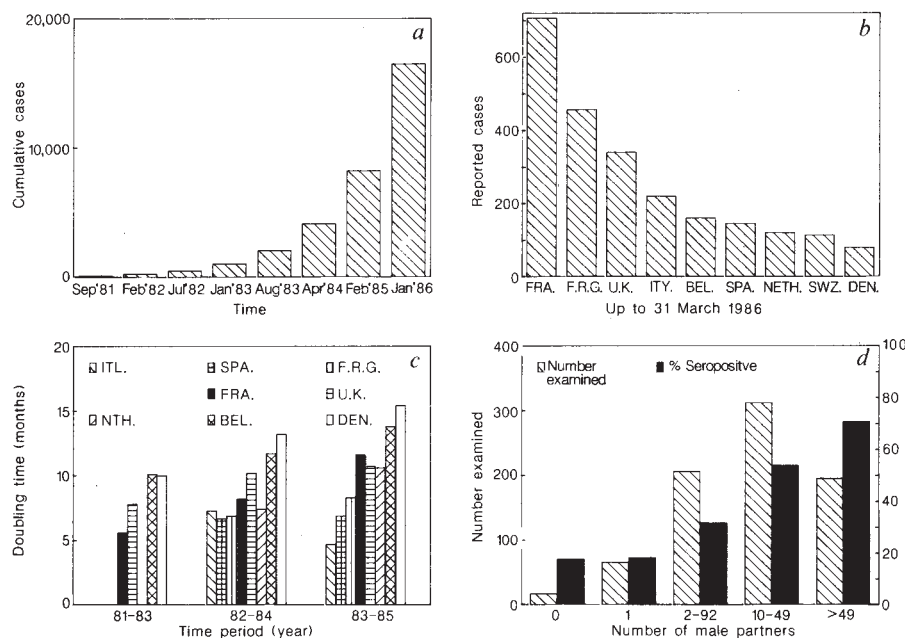 a
20,000
10,000
0
Cumulative cases
Sep'81 Feb'82 Jul'82 Jan'83 Aug'83 Apr'84 Feb'85 Jan'86
Time
b
600
400
200
0
Reported cases
FRA. F.R.G. U.K. ITY. BEL. SPA. NETH. SWZ. DEN.
Up to 31 March 1986
c
20
15
10
5
0
Doubling time (months)
ITL. SPA. F.R.G.
FRA. U.K.
NTH. BEL. DEN.
81-83 82-84 83-85
Time period (year)
d
Number examined
% Seropositve
400
300
200
100
0
Number examined
100
80
60
40
20
0
0 1 2-92 10-49 >49
Number of male partners